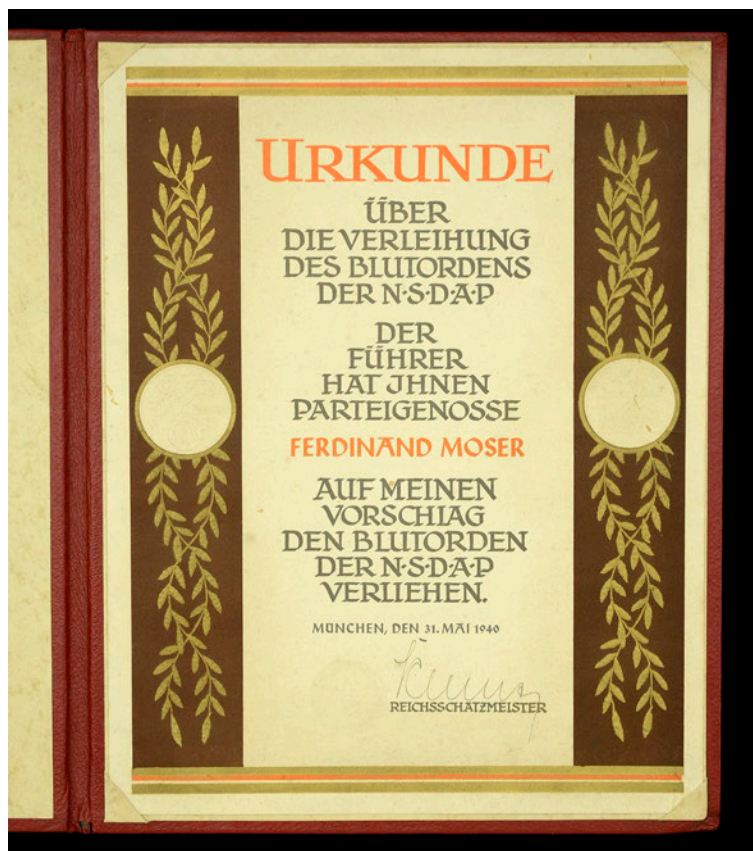 URKUNDE
ÜBER
DIE VERLEIHUNG
DES BLUTORDENS
DER N·S·D·A·P
DER
FÜHRER
HAT JHNEN
PARTEIGENOSSE
FERDINAND MOSER
AUF MEINEN
VORSCHLAG
DEN BLUTORDEN
DER N·S·D·A·P
VERLIEHEN.
MÜNCHEN, DEN 31. MAI 1940
REICHSSCHATZMEISTER